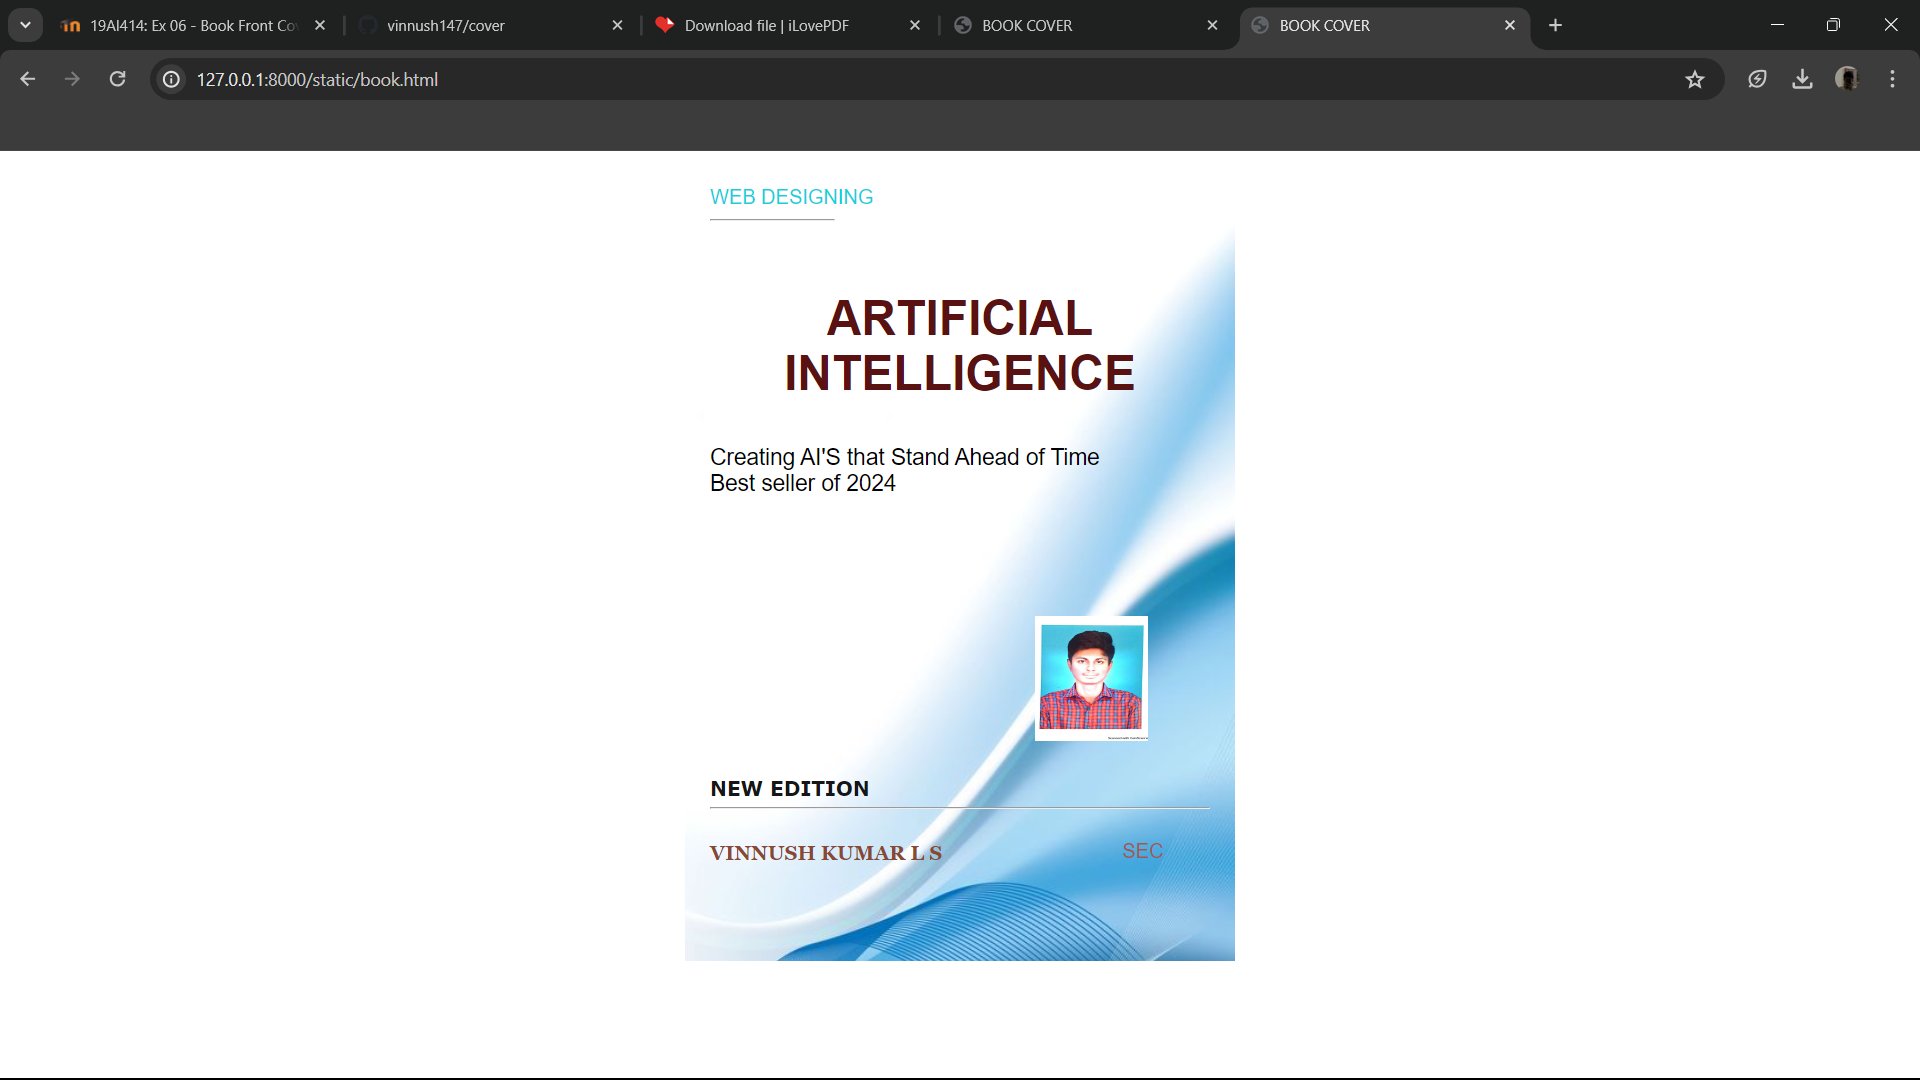 19AI414: Ex 06 - Book Front Co
vinnush147/cover
Download file | iLovePDF
BOOK COVER
BOOK COVER
127.0.0.1:8000/static/book.html
WEB DESIGNING
ARTIFICIAL
INTELLIGENCE
Creating AI'S that Stand Ahead of Time
Best seller of 2024
NEW EDITION
VINNUSH KUMAR L S
SEC